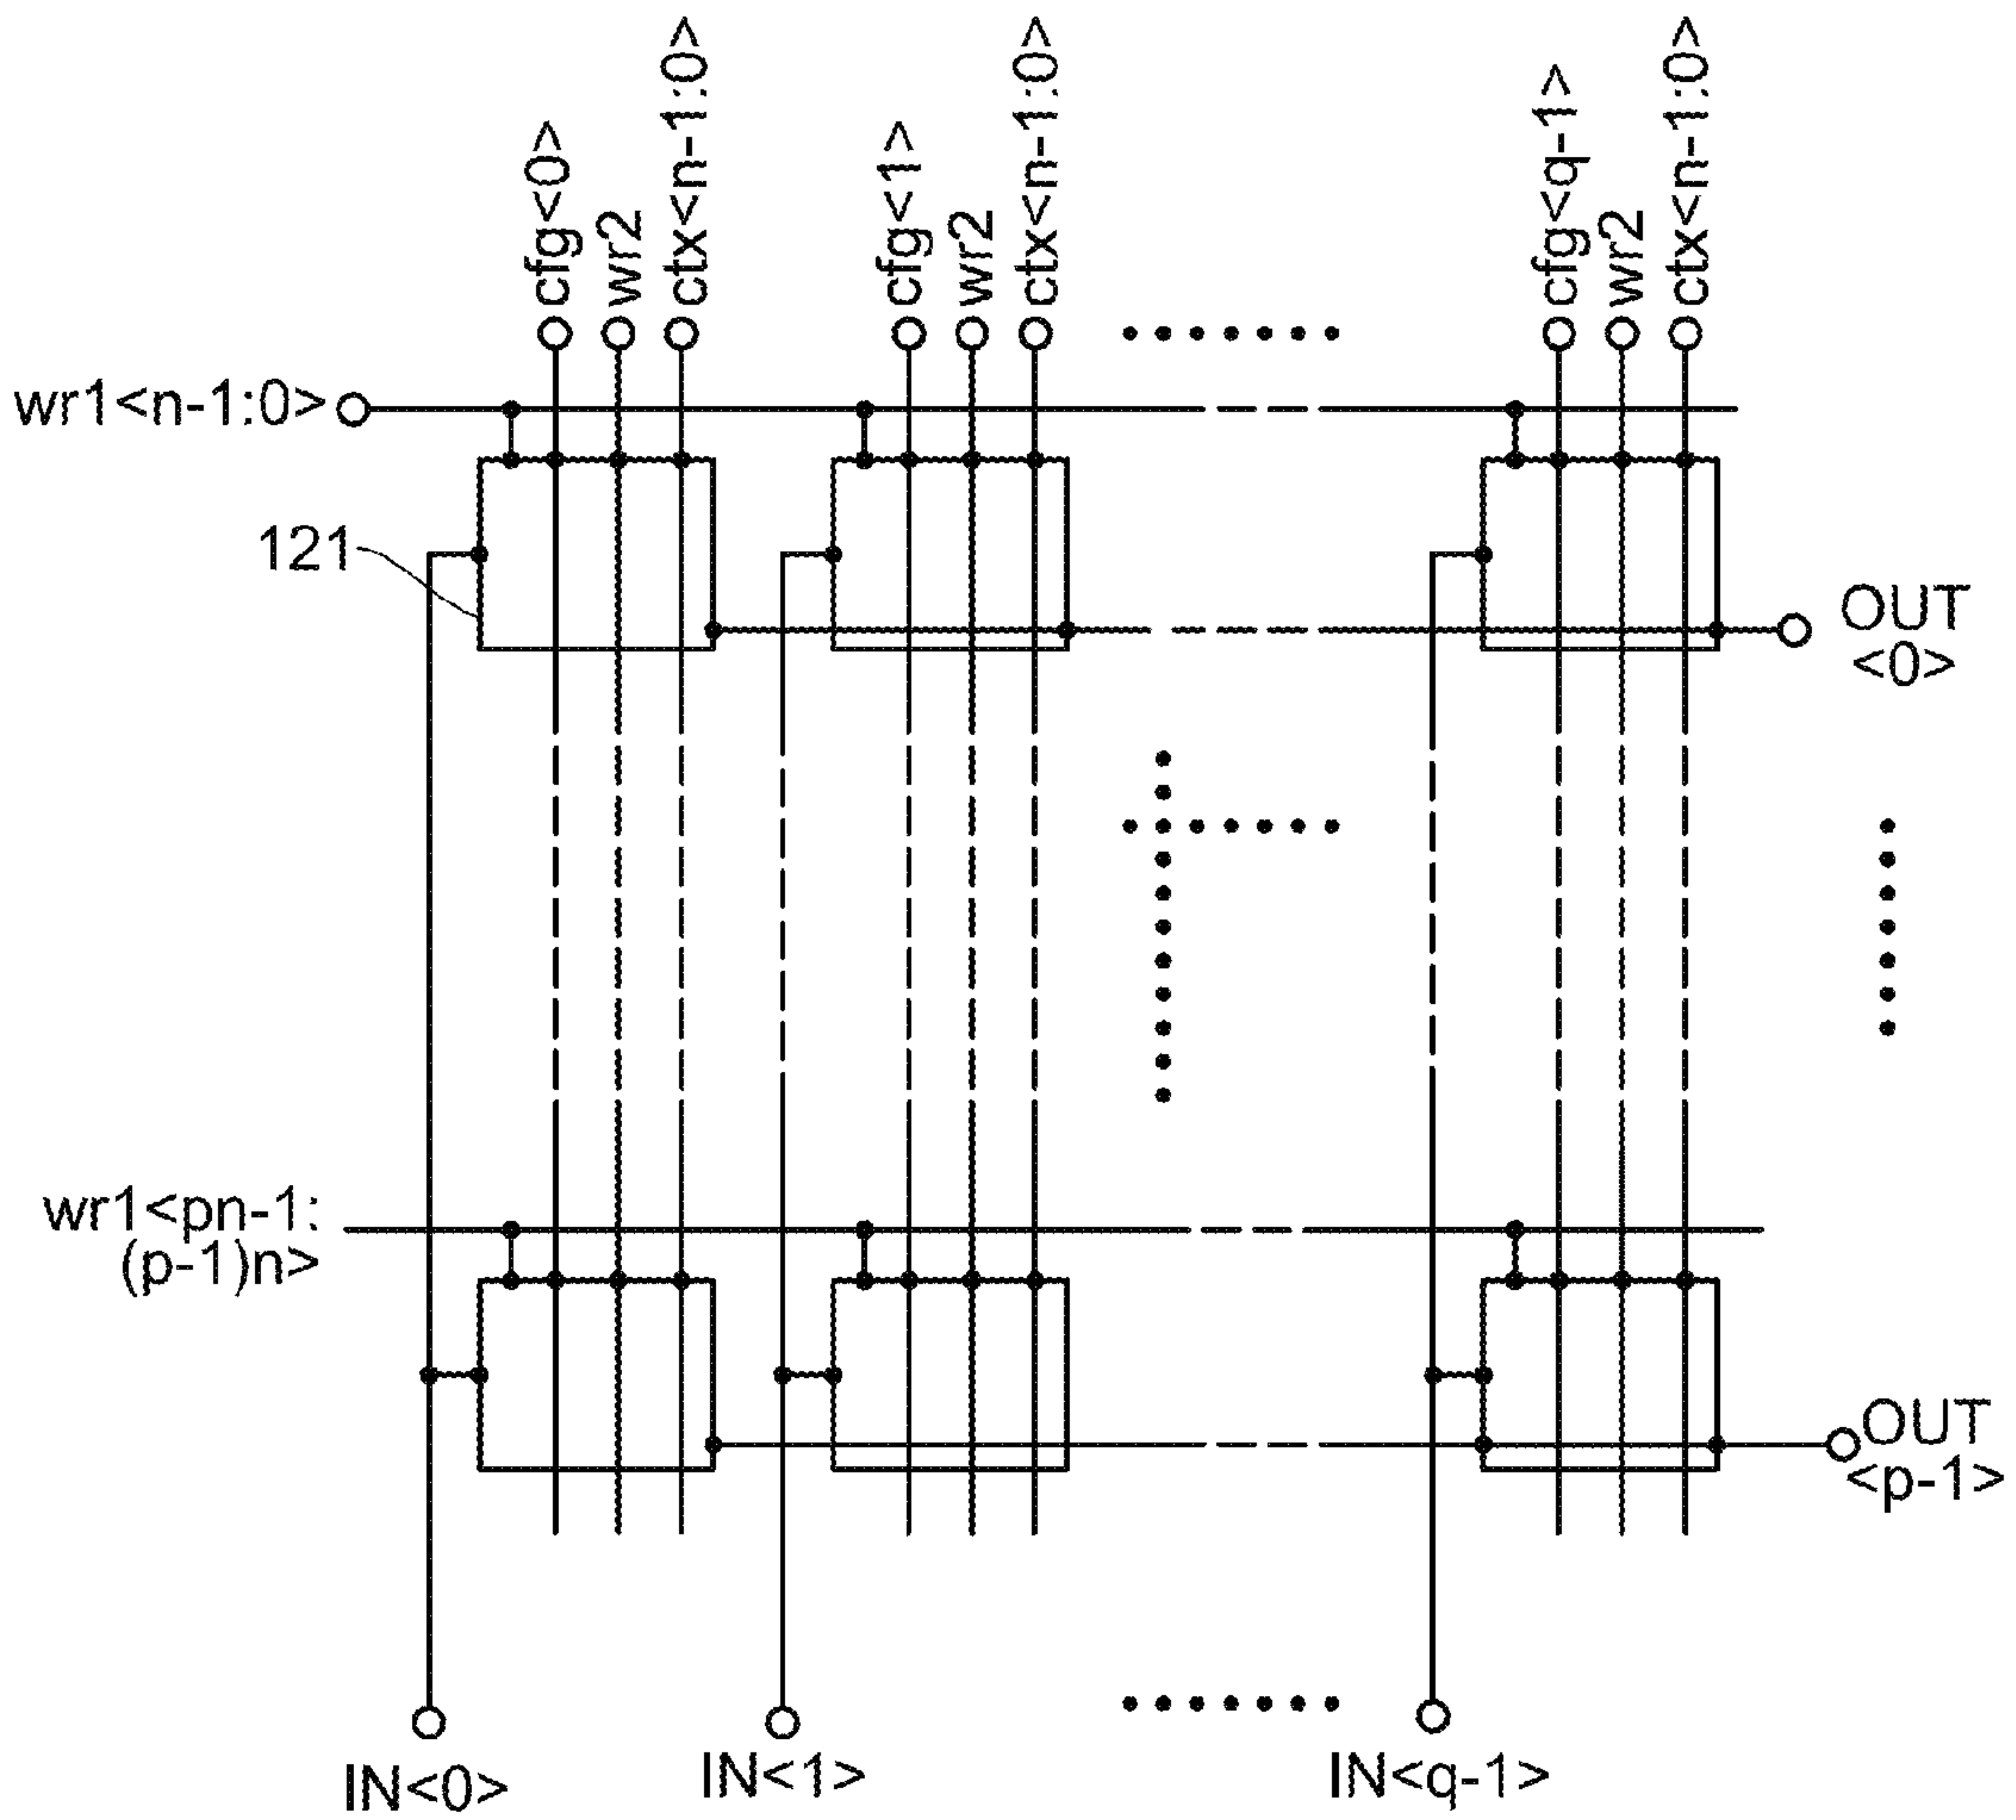 cfg<0>
wr2
ctx<n-1:0>
cfg<1>
wr2
ctx<n-1:0>
cfg<q-1>
wr2
ctx<n-1:0>
wr1<n-1:0>
121
OUT
<0>
wr1<pn-1:
(p-1)n>
OUT
<p-1>
IN<0>
IN<1>
IN<q-1>